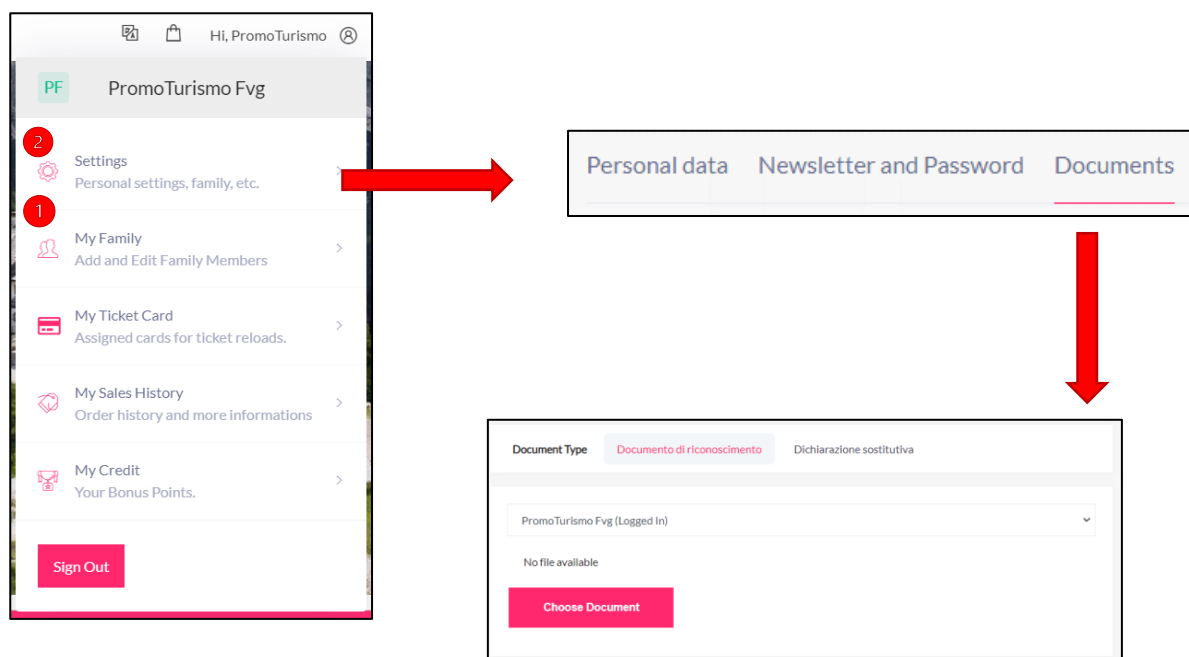 Hi, PromoTurismo
PF PromoTurismo Fvg
2
Settings
Personal settings, family, etc.
1
My Family
Add and Edit Family Members
My Ticket Card
Assigned cards for ticket reloads.
My Sales History
Order history and more informations
My Credit
Your Bonus Points.
Sign Out
Personal data Newsletter and Password Documents
Document Type Documento di riconoscimento Dichiarazione sostitutiva
PromoTurismo Fvg (Logged In)
No file available
Choose Document